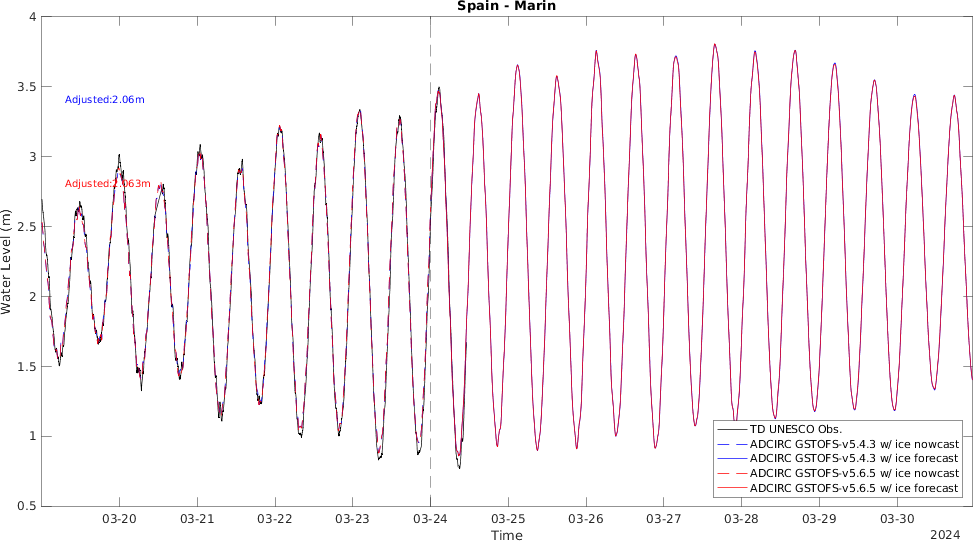 Spain - Marin
4
3.5
3
2.5
2
1.5
1
0.5
Water Level (m)
Adjusted:2.06m
Adjusted:2.063m
TD UNESCO Obs.
ADCIRC GSTOFS-v5.4.3 w/ ice nowcast
ADCIRC GSTOFS-v5.4.3 w/ ice forecast
ADCIRC GSTOFS-v5.6.5 w/ ice nowcast
ADCIRC GSTOFS-v5.6.5 w/ ice forecast
03-20 03-21 03-22 03-23 03-24 03-25 03-26 03-27 03-28 03-29 03-30
Time
2024